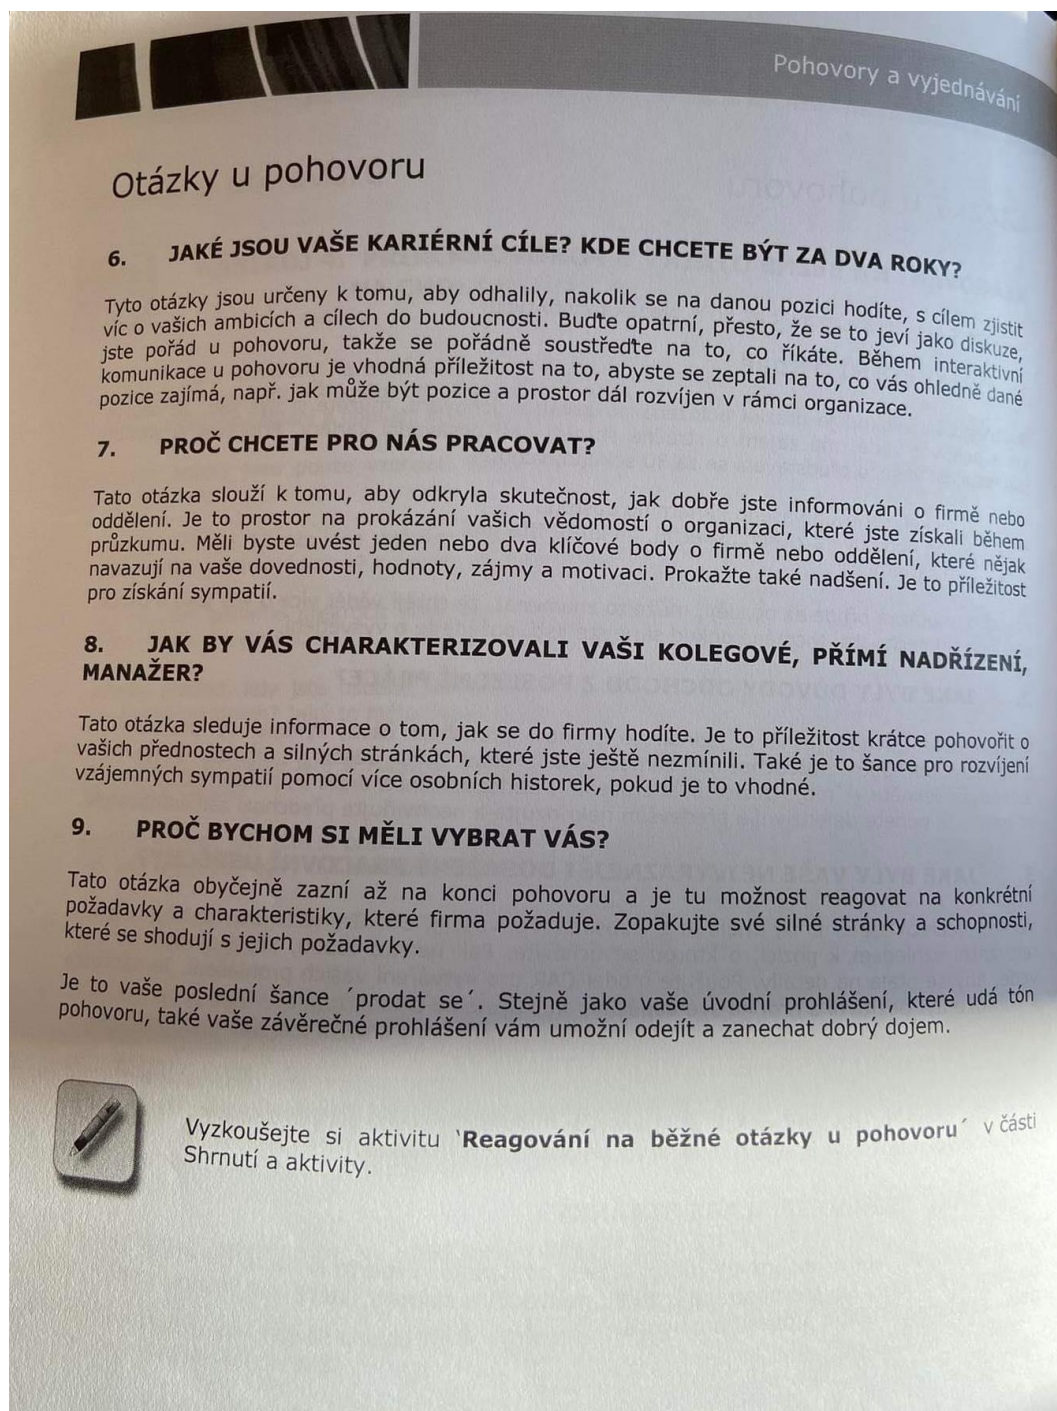 Pohovory a vyjednávání
Otázky u pohovoru
6. JAKÉ JSOU VAŠE KARIÉRNÍ CÍLE? KDE CHCETE BÝT ZA DVA ROKY?
Tyto otázky jsou určeny k tomu, aby odhalily, nakolik se na danou pozici hodíte, s cílem zjistit
víc o vašich ambicích a cílech do budoucnosti. Buďte opatrní, přesto, že se to jeví jako diskuze,
jste pořád u pohovoru, takže se pořádně soustřeďte na to, co říkáte. Během interaktivní
komunikace u pohovoru je vhodná příležitost na to, abyste se zeptali na to, co vás ohledně dané
pozice zajímá, např. jak může být pozice a prostor dál rozvíjen v rámci organizace.
7. PROČ CHCETE PRO NÁS PRACOVAT?
Tato otázka slouží k tomu, aby odkryla skutečnost, jak dobře jste informováni o firmě nebo
oddělení. Je to prostor na prokázání vašich vědomostí o organizaci, které jste získali během
průzkumu. Měli byste uvést jeden nebo dva klíčové body o firmě nebo oddělení, které nějak
navazují na vaše dovednosti, hodnoty, zájmy a motivaci. Prokažte také nadšení. Je to příležitost
pro získání sympatií.
8. JAK BY VÁS CHARAKTERIZOVALI VAŠI KOLEGOVÉ, PŘÍMÍ NADŘÍZENÍ,
MANAŽER?
Tato otázka sleduje informace o tom, jak se do firmy hodíte. Je to příležitost krátce pohovořit o
vašich přednostech a silných stránkách, které jste ještě nezmínili. Také je to šance pro rozvíjení
vzájemných sympatií pomocí více osobních historek, pokud je to vhodné.
9. PROČ BYCHOM SI MĚLI VYBRAT VÁS?
Tato otázka obyčejně zazní až na konci pohovoru a je tu možnost reagovat na konkrétní
požadavky a charakteristiky, které firma požaduje. Zopakujte své silné stránky a schopnosti,
které se shodují s jejich požadavky.
Je to vaše poslední šance ´prodat se´. Stejně jako vaše úvodní prohlášení, které udá tón
pohovoru, také vaše závěrečné prohlášení vám umožní odejít a zanechat dobrý dojem.
Vyzkoušejte si aktivitu ‛Reagování na běžné otázky u pohovoru´ v části
Shrnutí a aktivity.